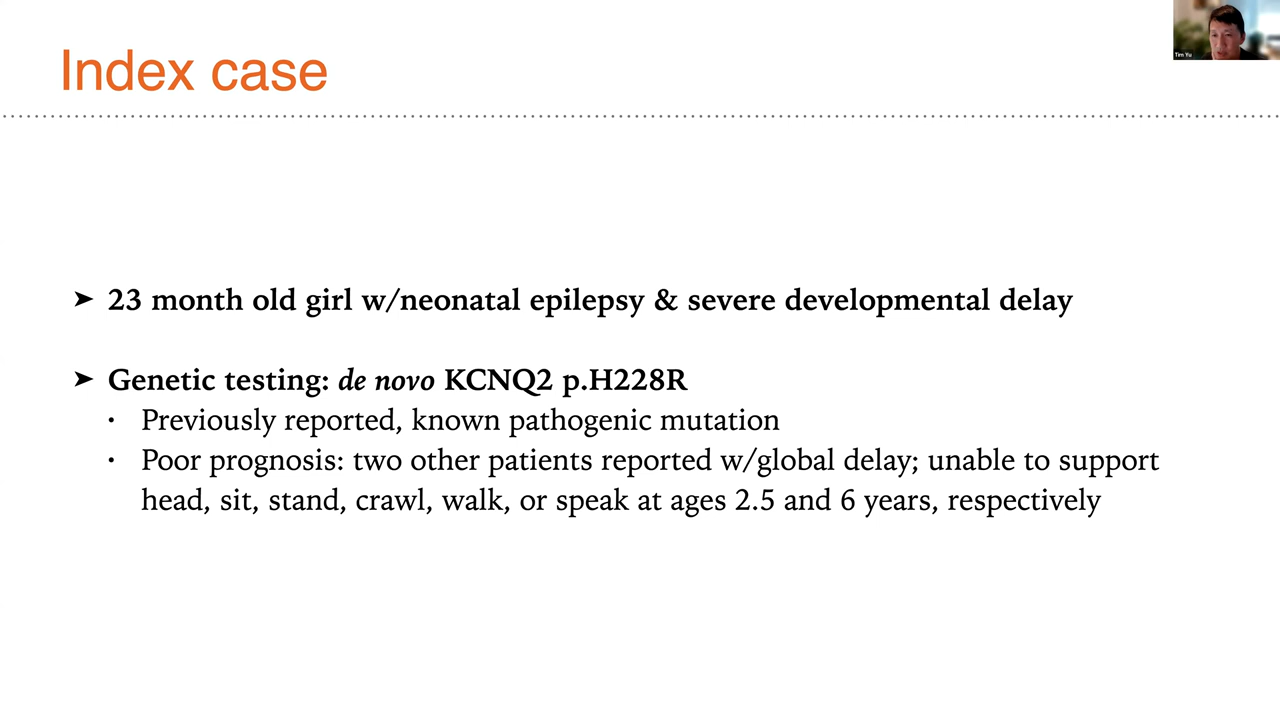 Index case
Tim Yu
➤ 23 month old girl w/neonatal epilepsy & severe developmental delay
➤ Genetic testing: de novo KCNQ2 p.H228R
• Previously reported, known pathogenic mutation
• Poor prognosis: two other patients reported w/global delay; unable to support
head, sit, stand, crawl, walk, or speak at ages 2.5 and 6 years, respectively